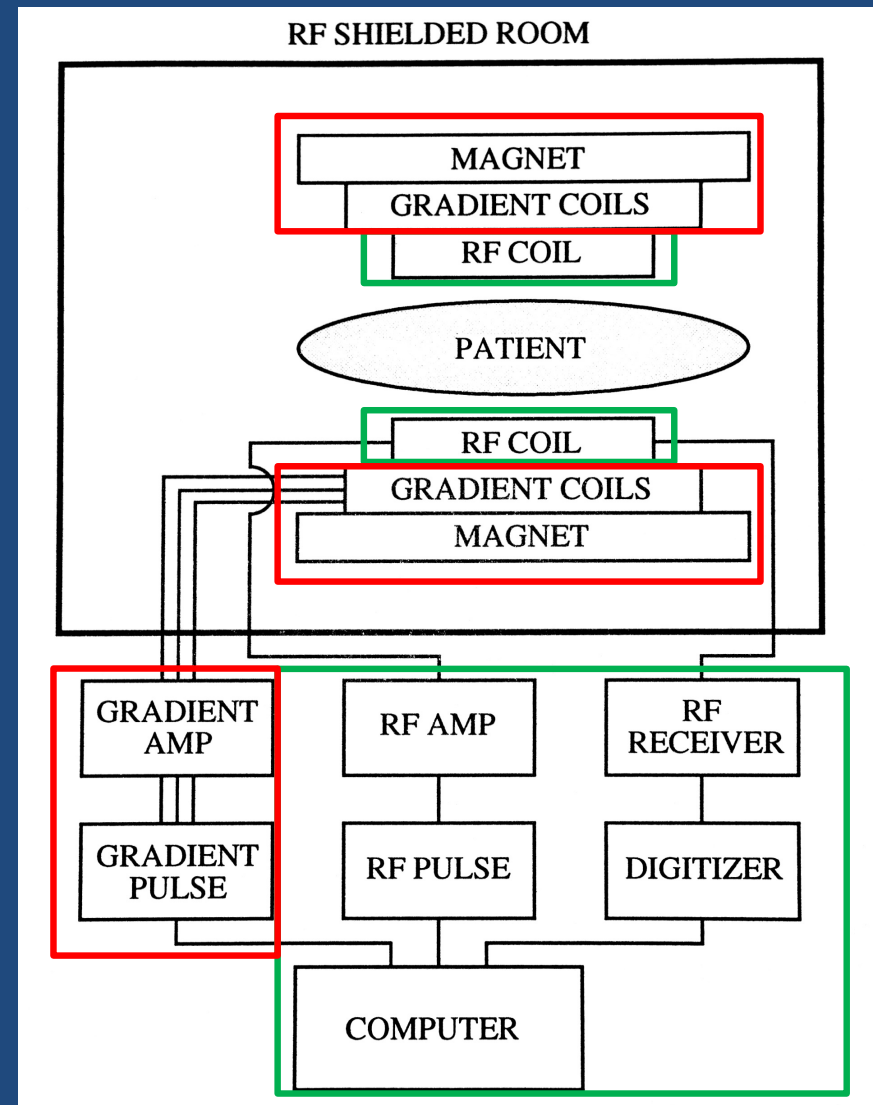 RF SHIELDED ROOM
MAGNET
GRADIENT COILS
RF COIL
PATIENT
RF COIL
GRADIENT COILS
MAGNET
GRADIENT
AMP
RF AMP
RF
RECEIVER
GRADIENT
PULSE
RF PULSE
DIGITIZER
COMPUTER